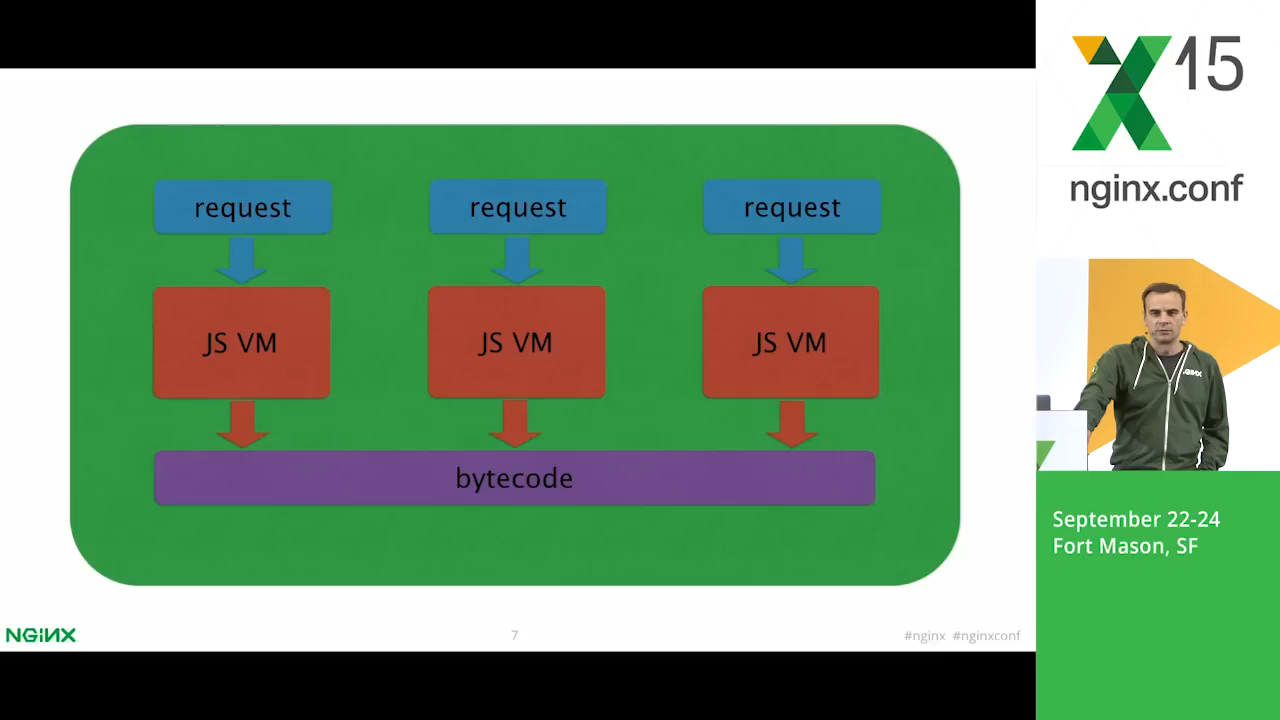 request
request
request
JS VM
JS VM
JS VM
bytecode
NGINX
7
#nginx #nginxconf
15
nginx.conf
NGINX
September 22-24
Fort Mason, SF